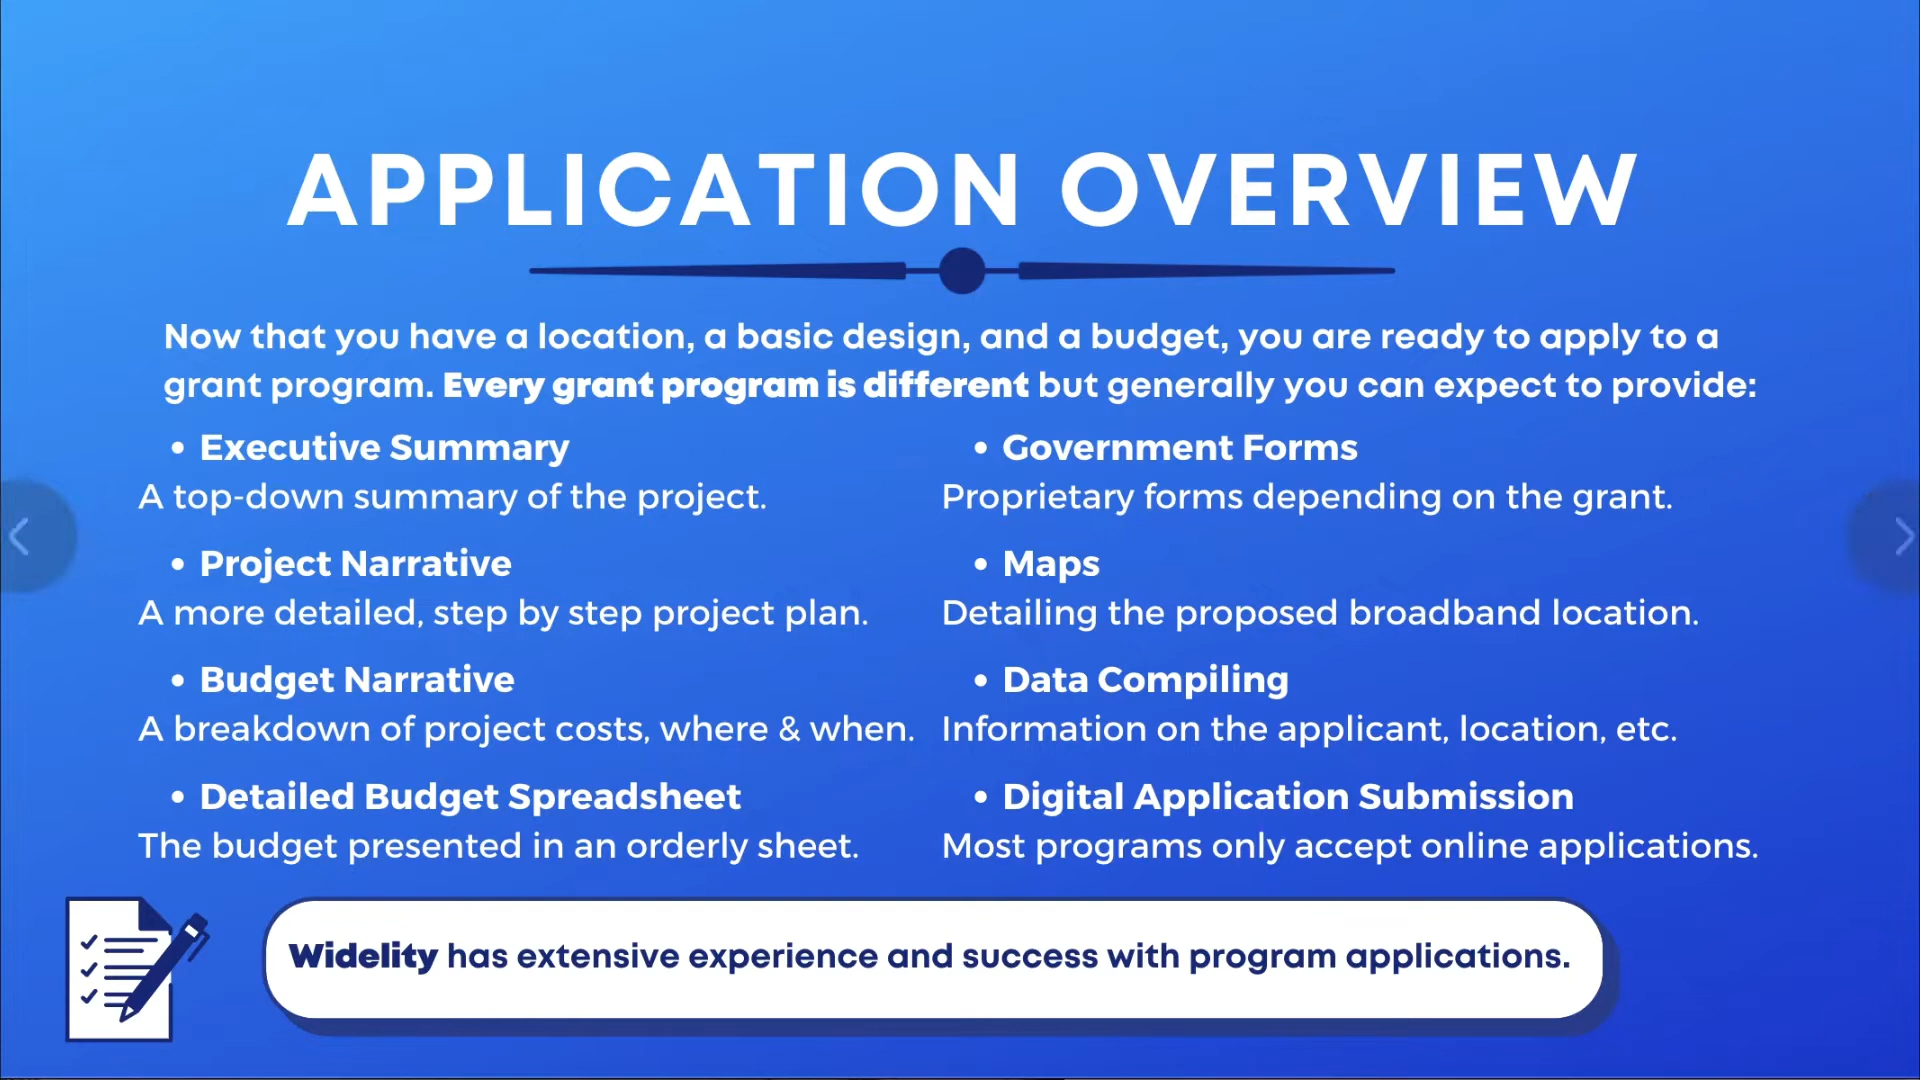 APPLICATION OVERVIEW
Now that you have a location, a basic design, and a budget, you are ready to apply to a
grant program. Every grant program is different but generally you can expect to provide:
• Executive Summary
A top-down summary of the project.
• Project Narrative
A more detailed, step by step project plan.
• Budget Narrative
A breakdown of project costs, where & when.
• Detailed Budget Spreadsheet
The budget presented in an orderly sheet.
• Government Forms
Proprietary forms depending on the grant.
• Maps
Detailing the proposed broadband location.
• Data Compiling
Information on the applicant, location, etc.
• Digital Application Submission
Most programs only accept online applications.
Widelity has extensive experience and success with program applications.